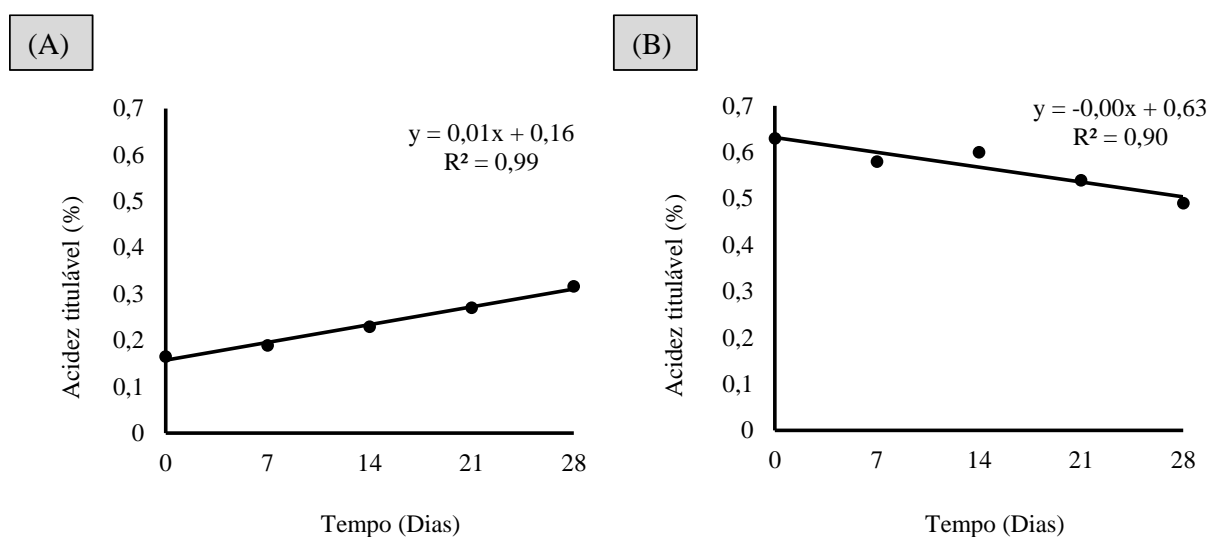 (A)
y = 0,01x + 0,16
R² = 0,99
Acidez titulável (%)
0,7
0,6
0,5
0,4
0,3
0,2
0,1
0
0 7 14 21 28
Tempo (Dias)
(B)
y = -0,00x + 0,63
R² = 0,90
Acidez titulável (%)
0,7
0,6
0,5
0,4
0,3
0,2
0,1
0
0 7 14 21 28
Tempo (Dias)